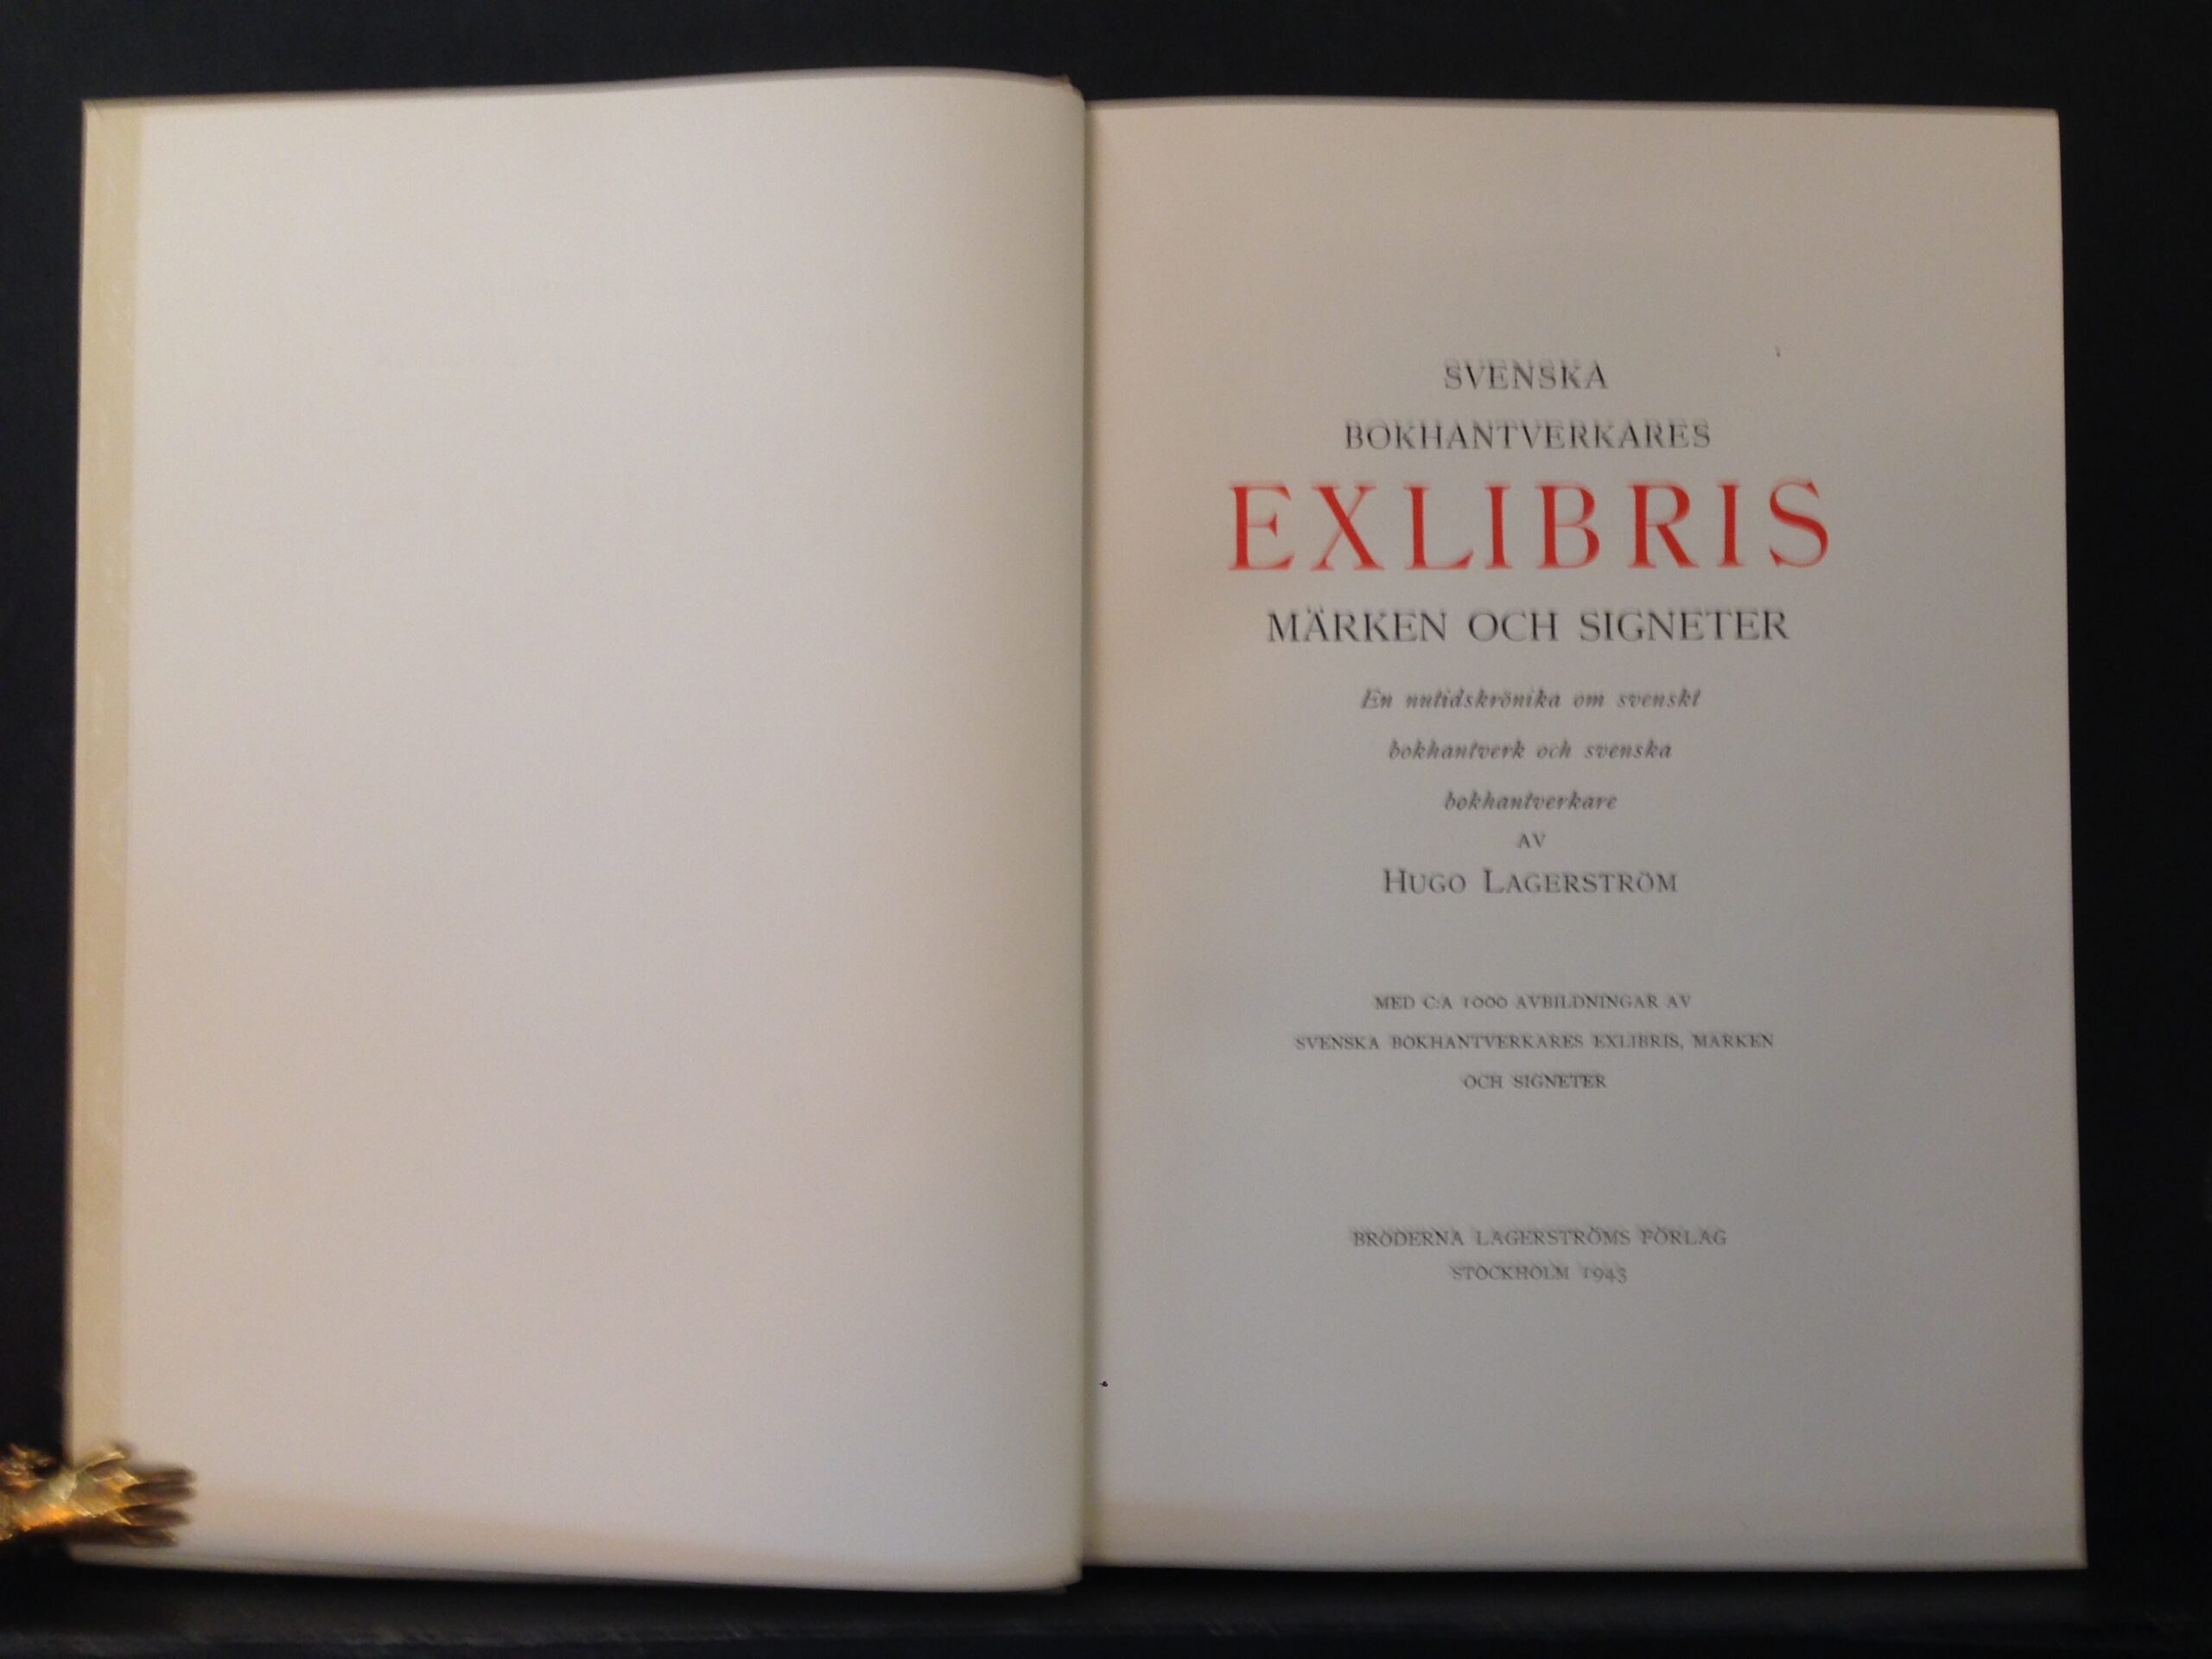 SVENSKA
BOKHANTVERKARES
EXLIBRIS
MÄRKEN OCH SIGNETER
En nutidskrönika om svenskt
bokhantverk och svenska
bokhantverkare
AV
HUGO LAGERSTRÖM
MED C:A 1000 AVBILDNINGAR AV
SVENSKA BOKHANTVERKARES EXLIBRIS, MÄRKEN
OCH SIGNETER
BRÖDERNA LAGERSTRÖMS FÖRLAG
STOCKHOLM 1943